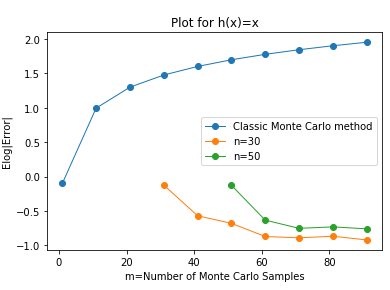 Plot for h(x)=x
Elog|Error|
2.0
1.5
1.0
0.5
0.0
−0.5
−1.0
Classic Monte Carlo method
n=30
n=50
0 20 40 60 80
m=Number of Monte Carlo Samples